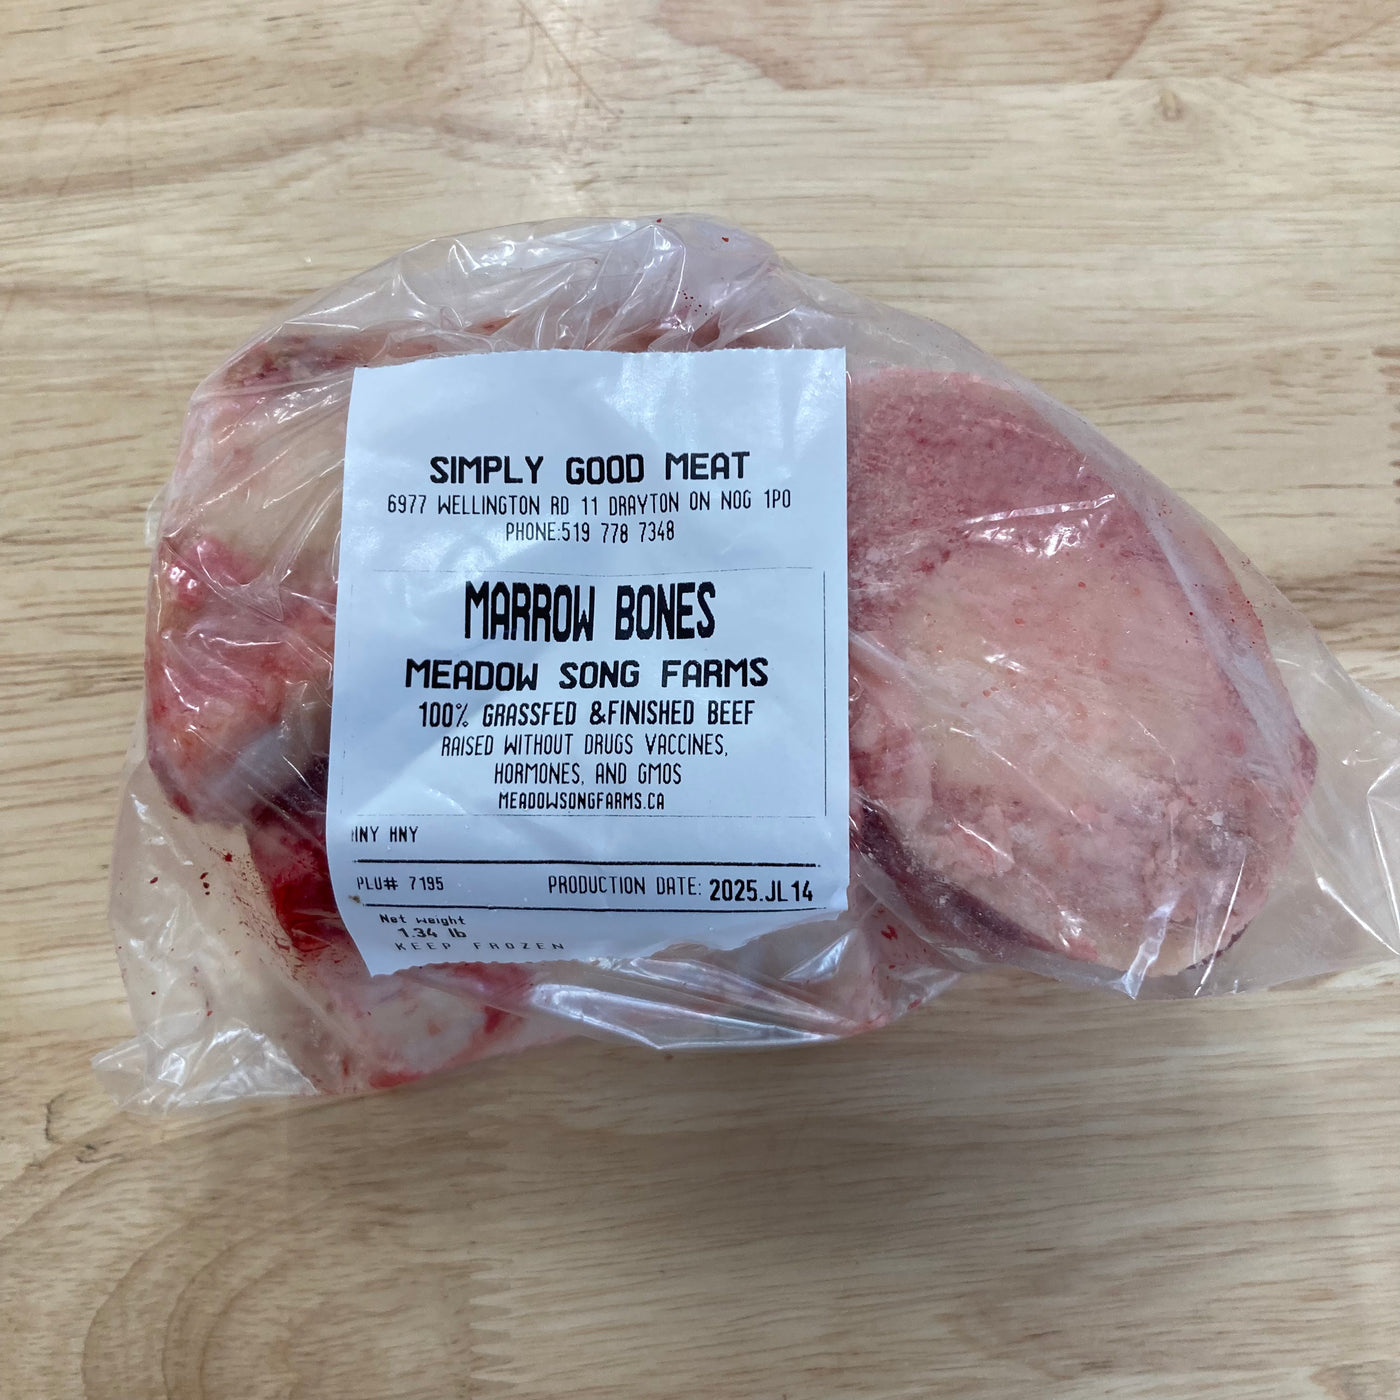 SIMPLY GOOD MEAT
6977 WELLINGTON RD 11 DRAYTON ON NOG 1PO
PHONE:519 778 7348
MARROW BONES
MEADOW SONG FARMS
100% GRASSFED &FINISHED BEEF
RAISED WITHOUT DRUGS VACCINES,
HORMONES, AND GMOS
MEADOWSONGFARMS.CA
HNY HNY
PLU# 7195 PRODUCTION DATE: 2025.JL14
Net weight
1.34 lb
KEEP FROZEN